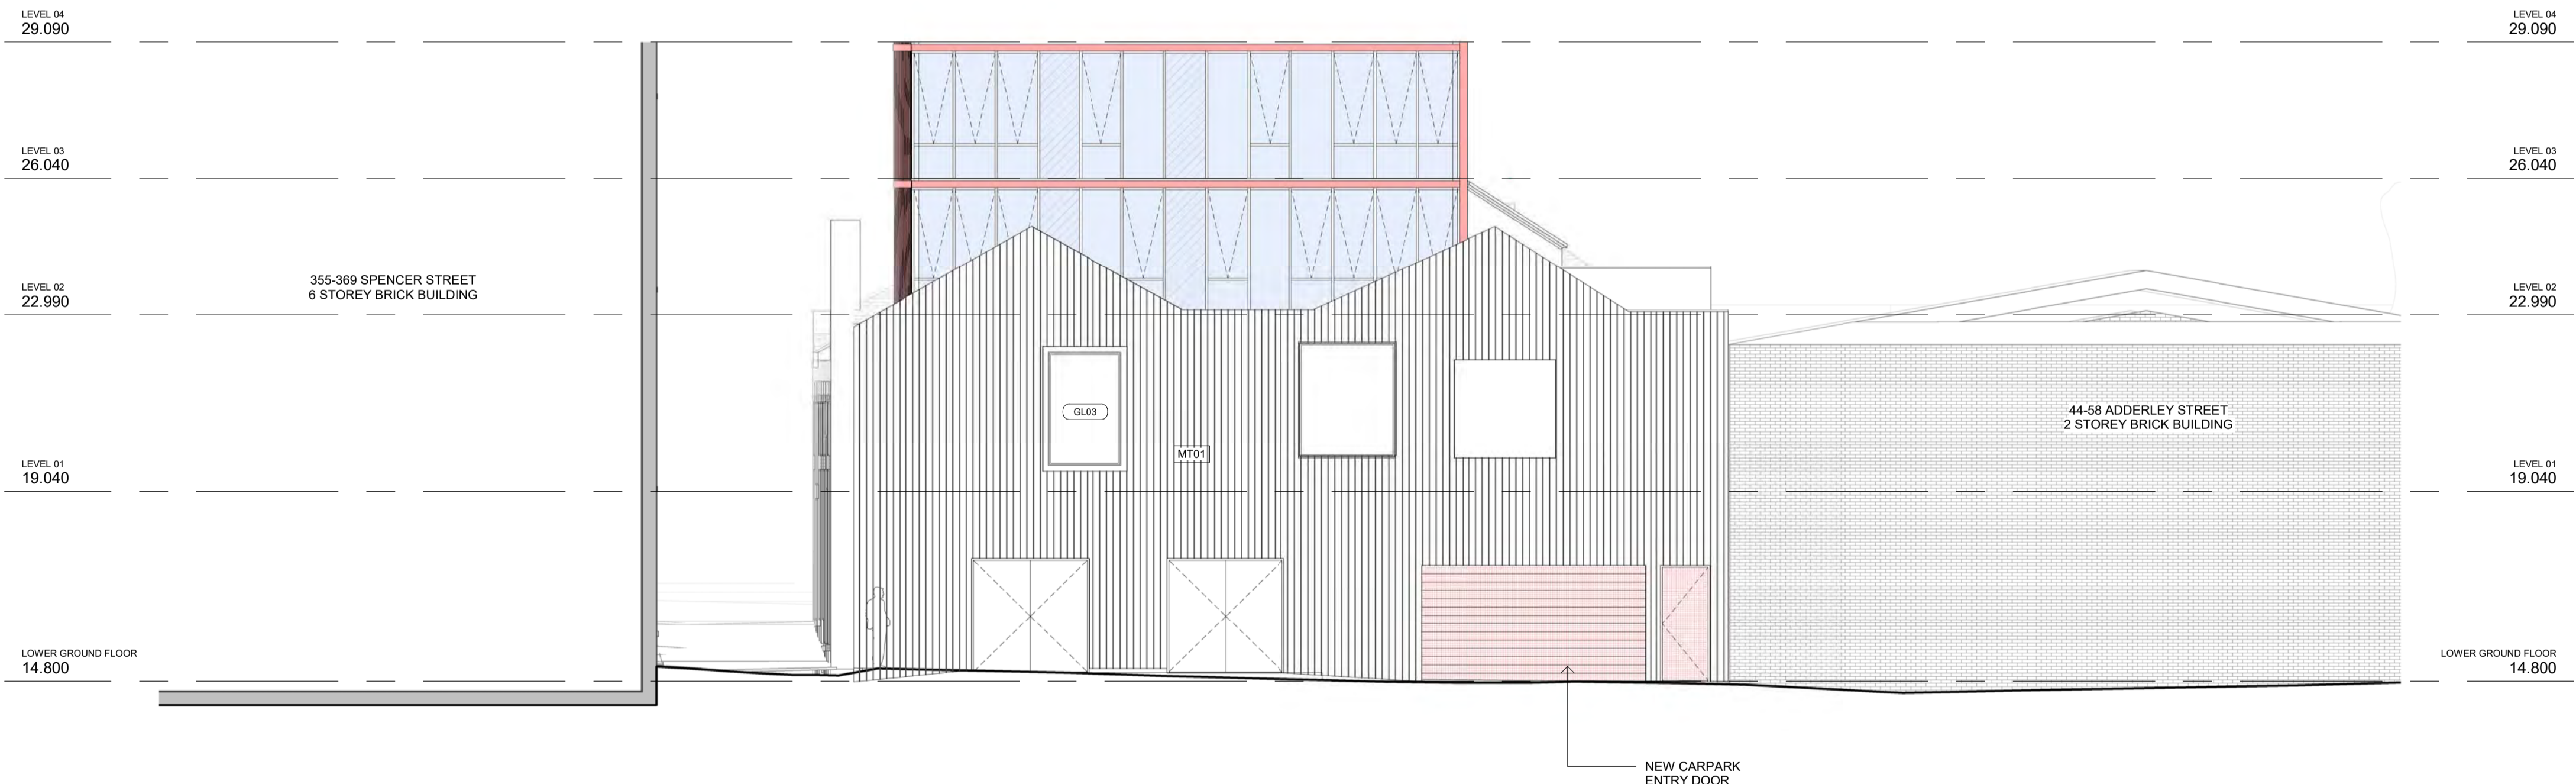 LEVEL 04
29.090
LEVEL 04
29.090
LEVEL 03
26.040
LEVEL 03
26.040
355-369 SPENCER STREET
6 STOREY BRICK BUILDING
LEVEL 02
22.990
LEVEL 02
22.990
GL03
44-58 ADDERLEY STREET
2 STOREY BRICK BUILDING
MT01
LEVEL 01
19.040
LEVEL 01
19.040
LOWER GROUND FLOOR
14.800
LOWER GROUND FLOOR
14.800
NEW CARPARK
ENTRY DOOR